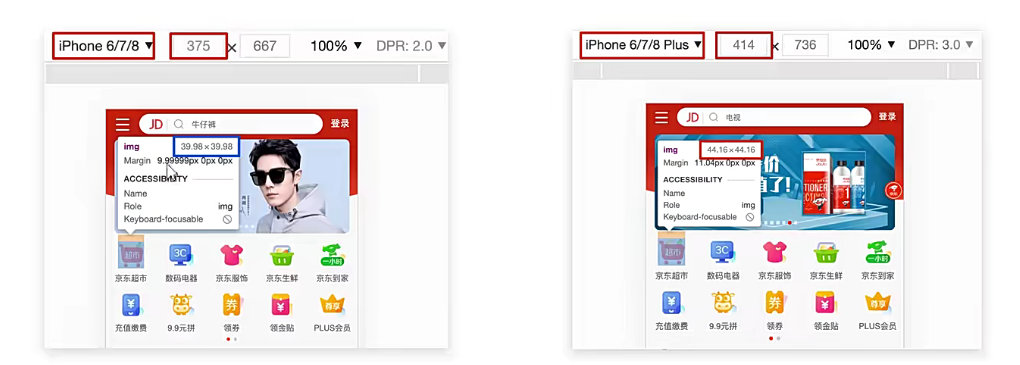 iPhone 6/7/8 ▼ 375 × 667 100% ▼ DPR: 2.0 ▼
JD 牛仔裤 登录
img 39.98×39.98
Margin 9.99999px 0px 0px
ACCESSIBILITY
Name
Role img
Keyboard-focusable
超市 3C 一小时
京东超市 数码电器 京东服饰 京东生鲜 京东到家
¥ 券 ¥ 尊享
充值缴费 9.9元拼 领券 领金贴 PLUS会员
iPhone 6/7/8 Plus ▼ 414 × 736 100% ▼ DPR: 3.0 ▼
JD 电视 登录
img 44.16×44.16
Margin 11.04px 0px 0px
ACCESSIBILITY
Name
Role img
Keyboard-focusable
价
值了!
超市 3C 一小时
京东超市 数码电器 京东服饰 京东生鲜 京东到家
¥ 券 ¥ 尊享
充值缴费 9.9元拼 领券 领金贴 PLUS会员